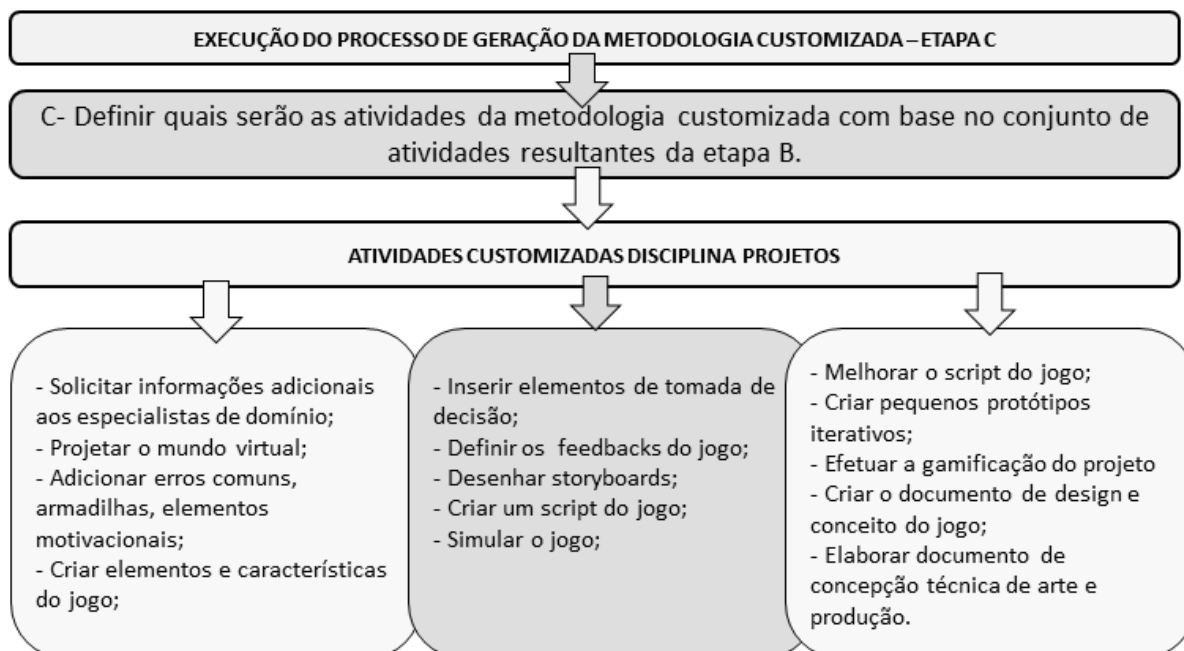 EXECUÇÃO DO PROCESSO DE GERAÇÃO DA METODOLOGIA CUSTOMIZADA – ETAPA C
C- Definir quais serão as atividades da metodologia customizada com base no conjunto de
atividades resultantes da etapa B.
ATIVIDADES CUSTOMIZADAS DISCIPLINA PROJETOS
- Solicitar informações adicionais
aos especialistas de domínio;
- Projetar o mundo virtual;
- Adicionar erros comuns,
armadilhas, elementos
motivacionais;
- Criar elementos e características
do jogo;
- Inserir elementos de tomada de
decisão;
- Definir os feedbacks do jogo;
- Desenhar storyboards;
- Criar um script do jogo;
- Simular o jogo;
- Melhorar o script do jogo;
- Criar pequenos protótipos
iterativos;
- Efetuar a gamificação do projeto
- Criar o documento de design e
conceito do jogo;
- Elaborar documento de
concepção técnica de arte e
produção.